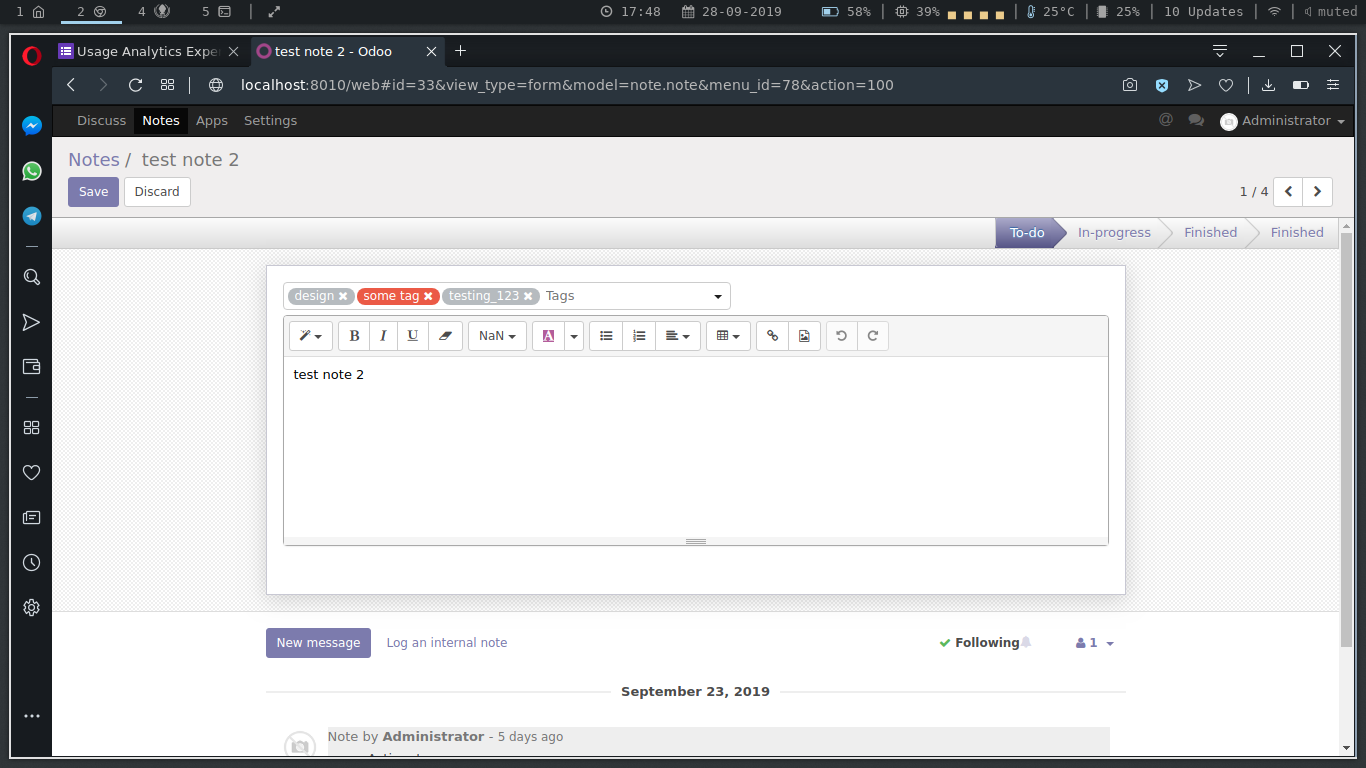 1 2 4 5 17:48 28-09-2019 58% 39% 25°C 25% 10 Updates muted
Usage Analytics Expe test note 2 - Odoo
localhost:8010/web#id=33&view_type=form&model=note.note&menu_id=78&action=100
Discuss Notes Apps Settings @ Administrator
Notes / test note 2
Save Discard 1 / 4
To-do In-progress Finished Finished
design some tag testing_123 Tags
B I U NaN A
test note 2
New message Log an internal note Following 1
September 23, 2019
Note by Administrator - 5 days ago